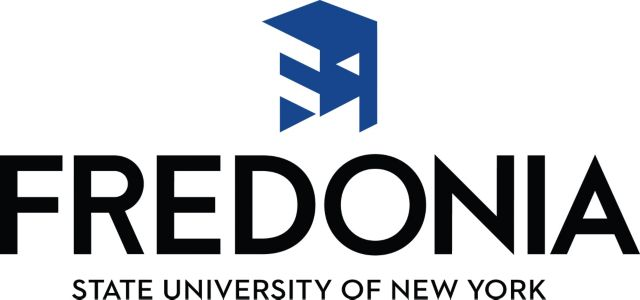 FREDONIA
STATE UNIVERSITY OF NEW YORK